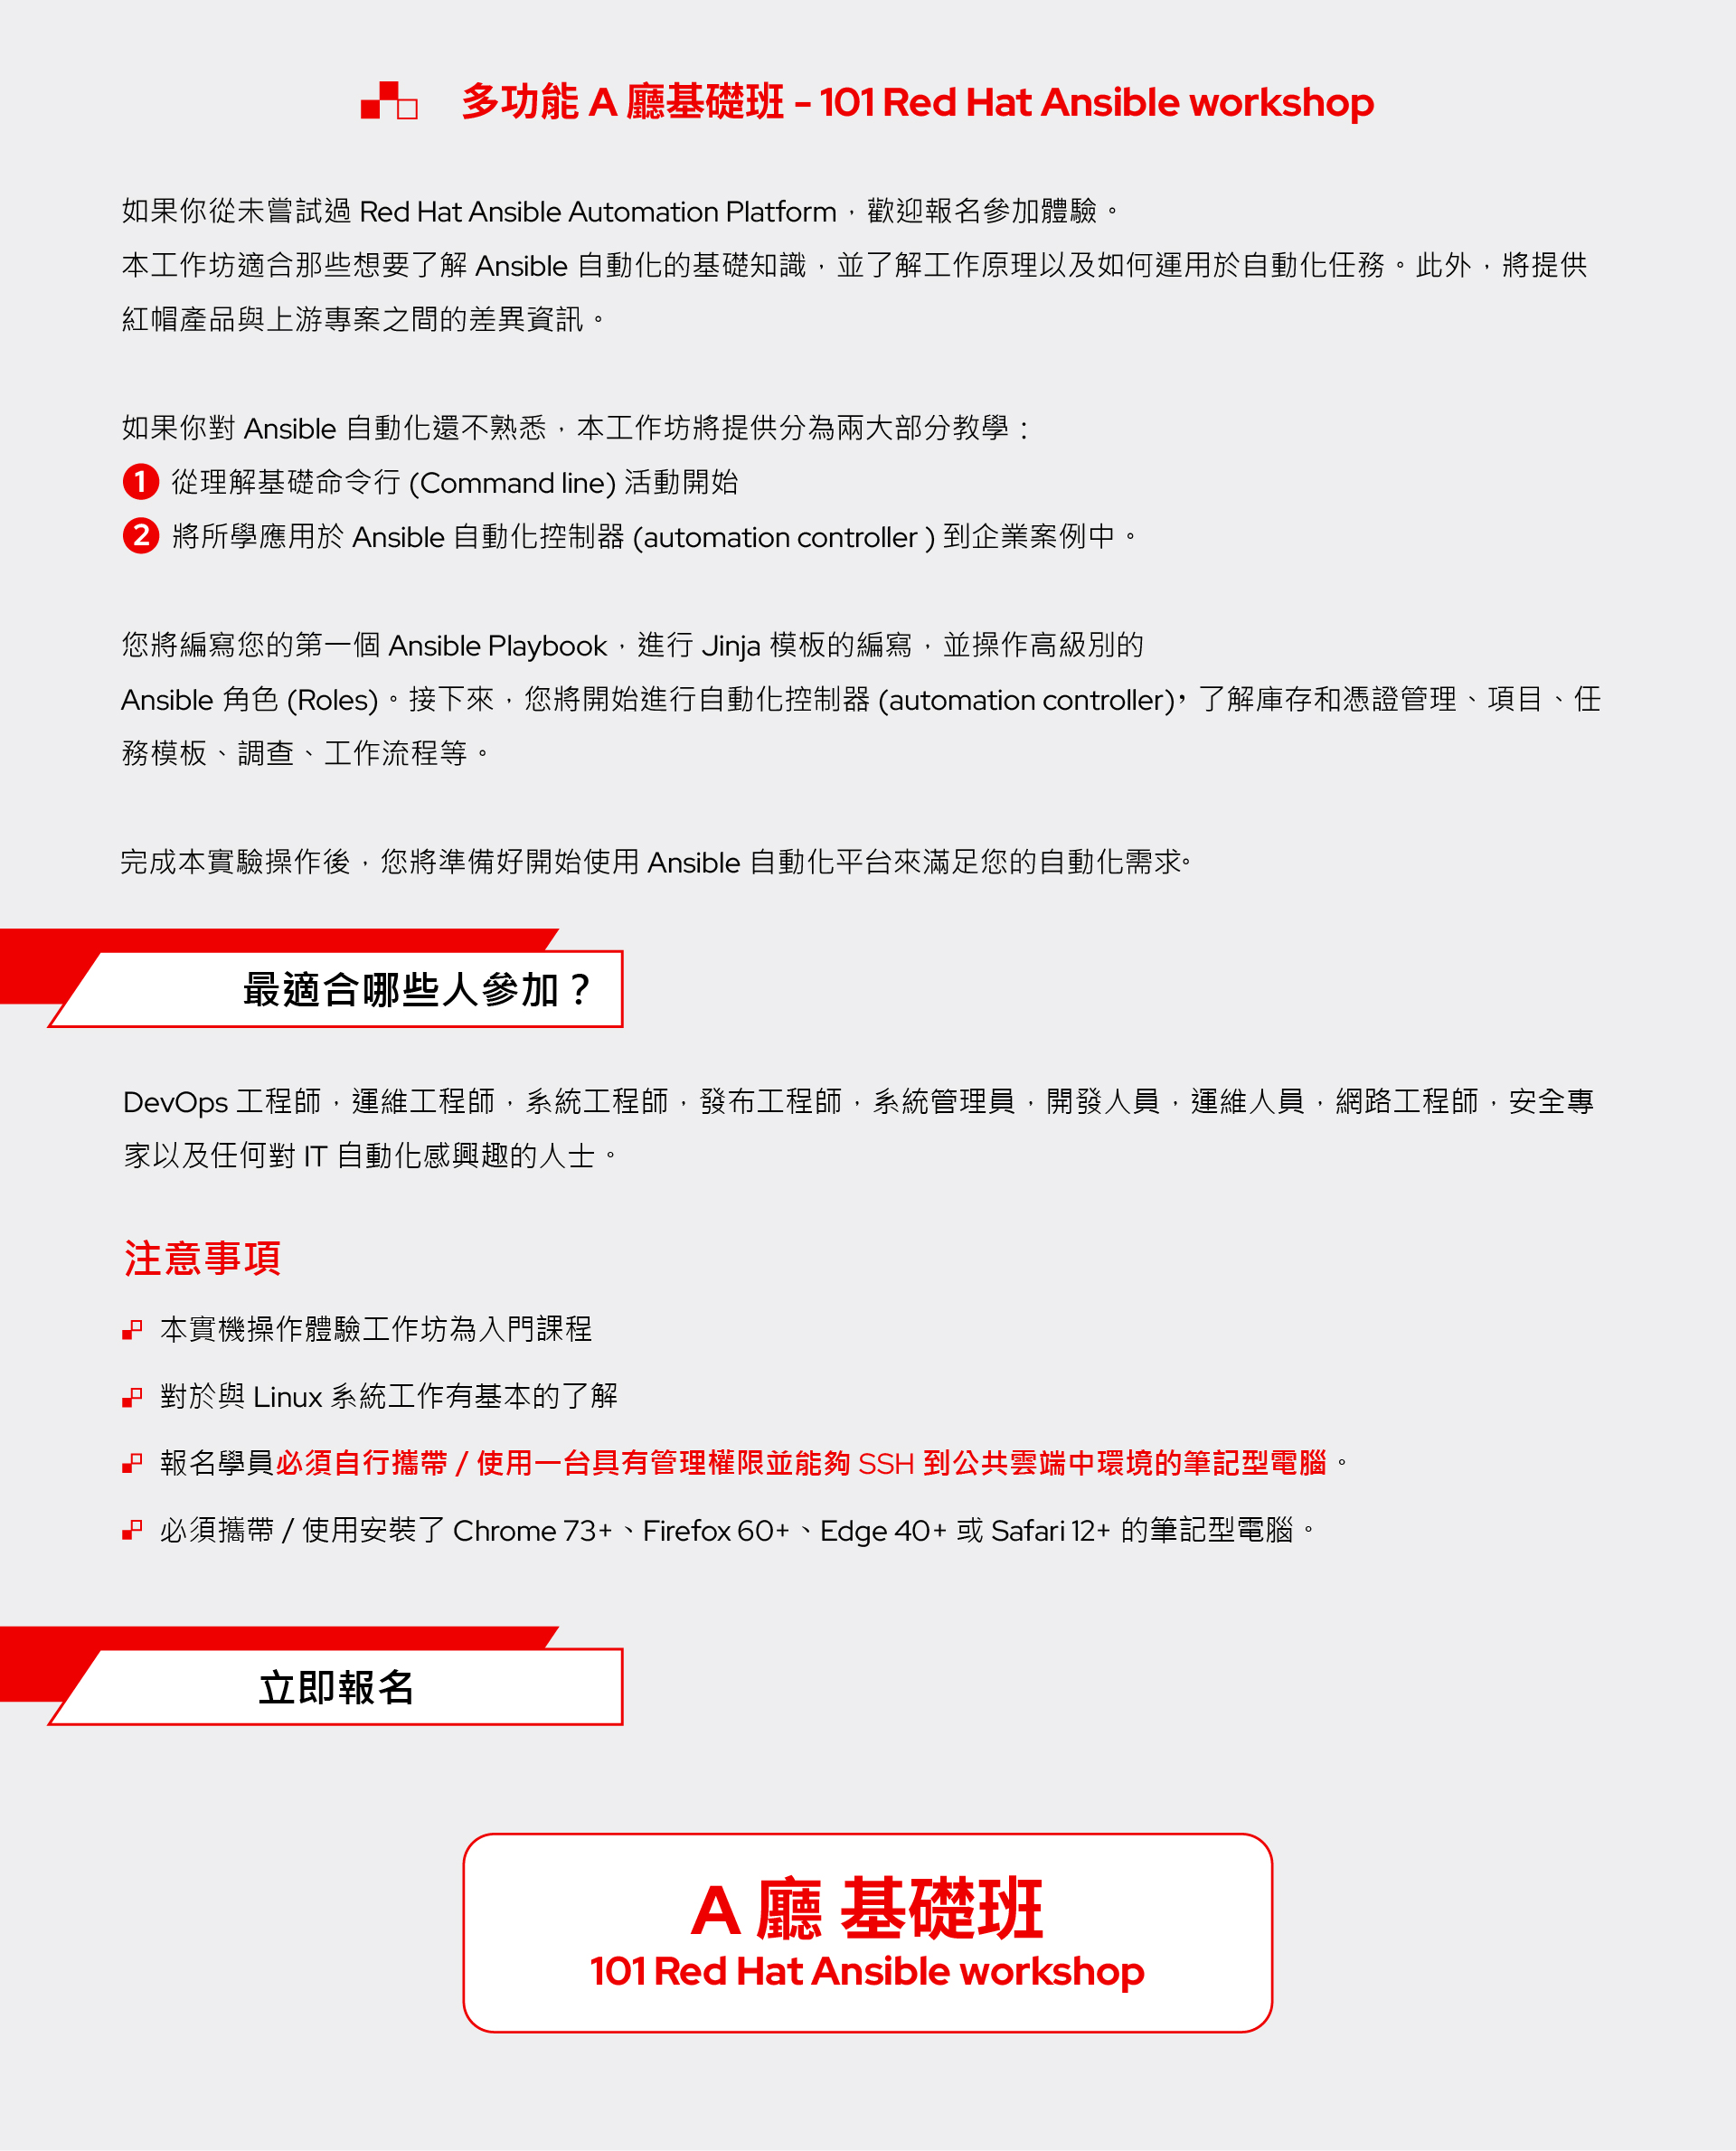 多功能 A 廳基礎班 - 101 Red Hat Ansible workshop
如果你從未嘗試過 Red Hat Ansible Automation Platform，歡迎報名參加體驗。
本工作坊適合那些想要了解 Ansible 自動化的基礎知識，並了解工作原理以及如何運用於自動化任務。此外，將提供
紅帽產品與上游專案之間的差異資訊。
如果你對 Ansible 自動化還不熟悉，本工作坊將提供分為兩大部分教學：
1 從理解基礎命令行 (Command line) 活動開始
2 將所學應用於 Ansible 自動化控制器 (automation controller ) 到企業案例中。
您將編寫您的第一個 Ansible Playbook，進行 Jinja 模板的編寫，並操作高級別的
Ansible 角色 (Roles)。接下來，您將開始進行自動化控制器 (automation controller)，了解庫存和憑證管理、項目、任
務模板、調查、工作流程等。
完成本實驗操作後，您將準備好開始使用 Ansible 自動化平台來滿足您的自動化需求。
最適合哪些人參加？
DevOps 工程師，運維工程師，系統工程師，發布工程師，系統管理員，開發人員，運維人員，網路工程師，安全專
家以及任何對 IT 自動化感興趣的人士。
注意事項
本實機操作體驗工作坊為入門課程
對於與 Linux 系統工作有基本的了解
報名學員必須自行攜帶 / 使用一台具有管理權限並能夠 SSH 到公共雲端中環境的筆記型電腦。
必須攜帶 / 使用安裝了 Chrome 73+、Firefox 60+、Edge 40+ 或 Safari 12+ 的筆記型電腦。
立即報名
A 廳 基礎班
101 Red Hat Ansible workshop